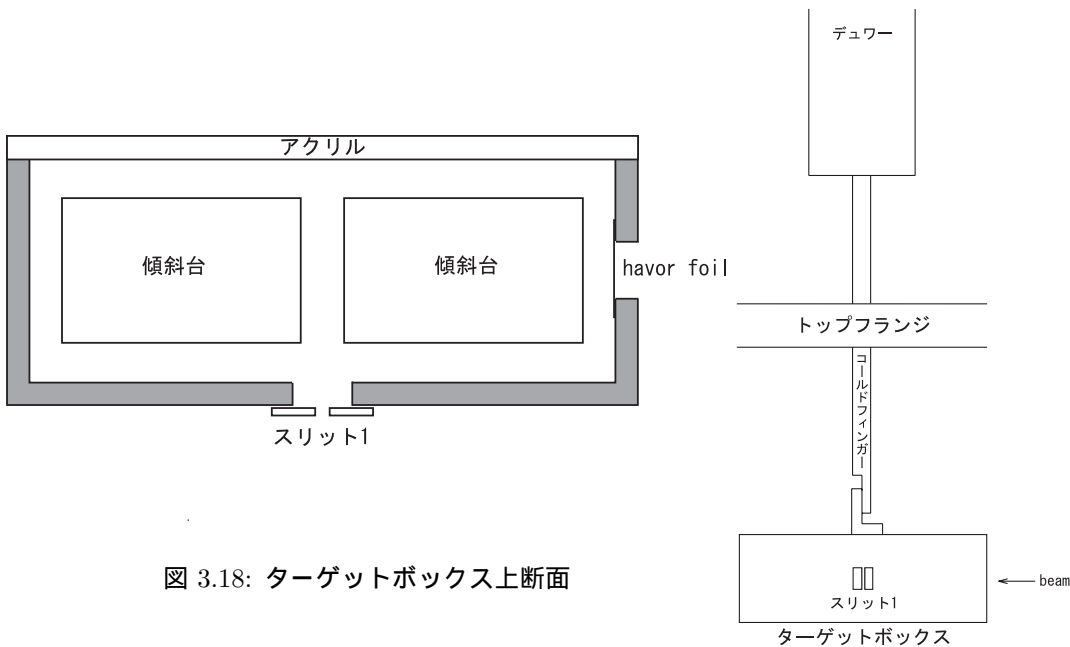 アクリル
傾斜台
傾斜台
havor foil
スリット1
図 3.18: ターゲットボックス上断面
デュワー
トップフランジ
コールドフィンガー
beam
スリット1
ターゲットボックス